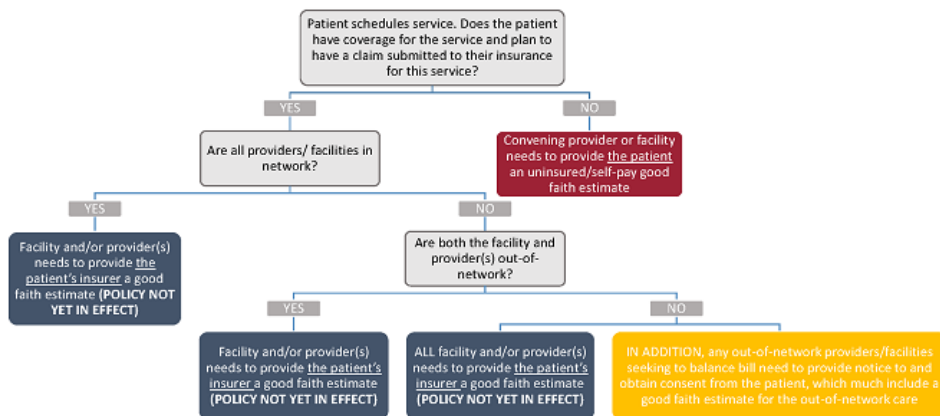 Patient schedules service. Does the patient
have coverage for the service and plan to
have a claim submitted to their insurance
for this service?
YES
NO
Are all providers/ facilities in
network?
Convening provider or facility
needs to provide the patient
an uninsured/self-pay good
faith estimate
YES
NO
Facility and/or provider(s)
needs to provide the
patient's insurer a good
faith estimate (POLICY NOT
YET IN EFFECT)
Are both the facility and
provider(s) out-of-
network?
YES
NO
Facility and/or provider(s)
needs to provide the patient's
insurer a good faith estimate
(POLICY NOT YET IN EFFECT)
ALL facility and/or provider(s)
needs to provide the patient's
insurer a good faith estimate
(POLICY NOT YET IN EFFECT)
IN ADDITION, any out-of-network providers/facilities
seeking to balance bill need to provide notice to and
obtain consent from the patient, which much include a
good faith estimate for the out-of-network care